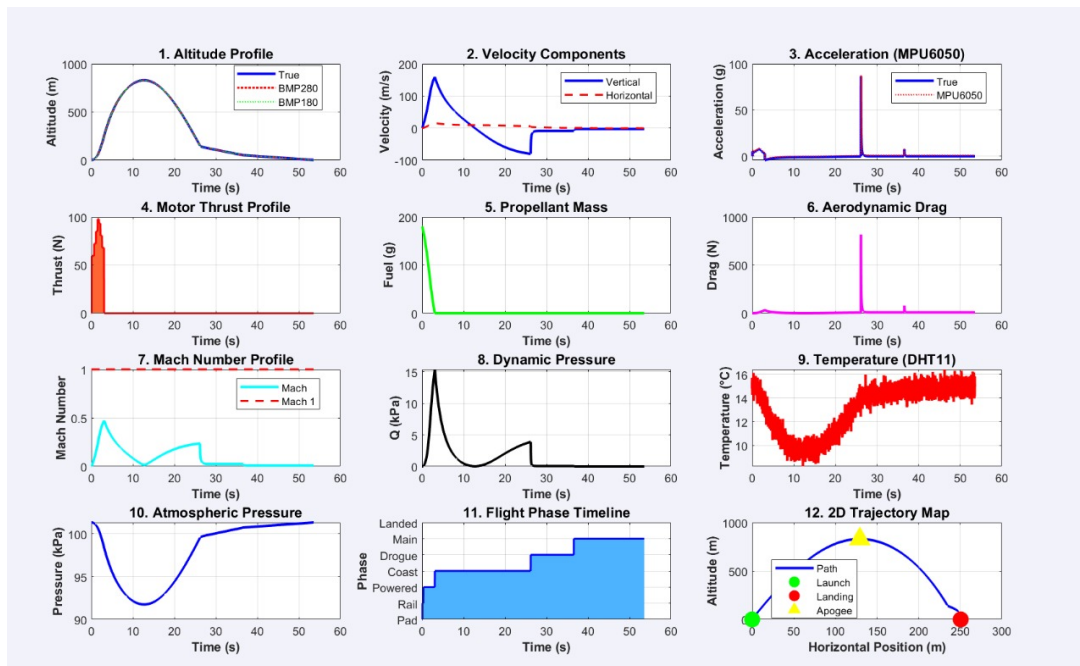 1. Altitude Profile
1000
500
0
0 10 20 30 40 50 60
Altitude (m)
Time (s)
True
BMP280
BMP180
2. Velocity Components
200
100
0
-100
0 10 20 30 40 50 60
Velocity (m/s)
Time (s)
Vertical
Horizontal
3. Acceleration (MPU6050)
100
50
0
0 10 20 30 40 50 60
Acceleration (g)
Time (s)
True
MPU6050
4. Motor Thrust Profile
100
50
0
0 10 20 30 40 50 60
Thrust (N)
Time (s)
5. Propellant Mass
200
100
0
0 10 20 30 40 50 60
Fuel (g)
Time (s)
6. Aerodynamic Drag
1000
500
0
0 10 20 30 40 50 60
Drag (N)
Time (s)
7. Mach Number Profile
1
0.5
0
0 10 20 30 40 50 60
Mach Number
Time (s)
Mach
Mach 1
8. Dynamic Pressure
15
10
5
0
0 10 20 30 40 50 60
Q (kPa)
Time (s)
9. Temperature (DHT11)
16
14
12
10
0 10 20 30 40 50 60
Temperature (°C)
Time (s)
10. Atmospheric Pressure
100
95
90
0 10 20 30 40 50 60
Pressure (kPa)
Time (s)
11. Flight Phase Timeline
Landed
Main
Drogue
Coast
Powered
Rail
Pad
0 10 20 30 40 50 60
Phase
Time (s)
12. 2D Trajectory Map
1000
500
0
0 50 100 150 200 250 300
Altitude (m)
Horizontal Position (m)
Path
Launch
Landing
Apogee